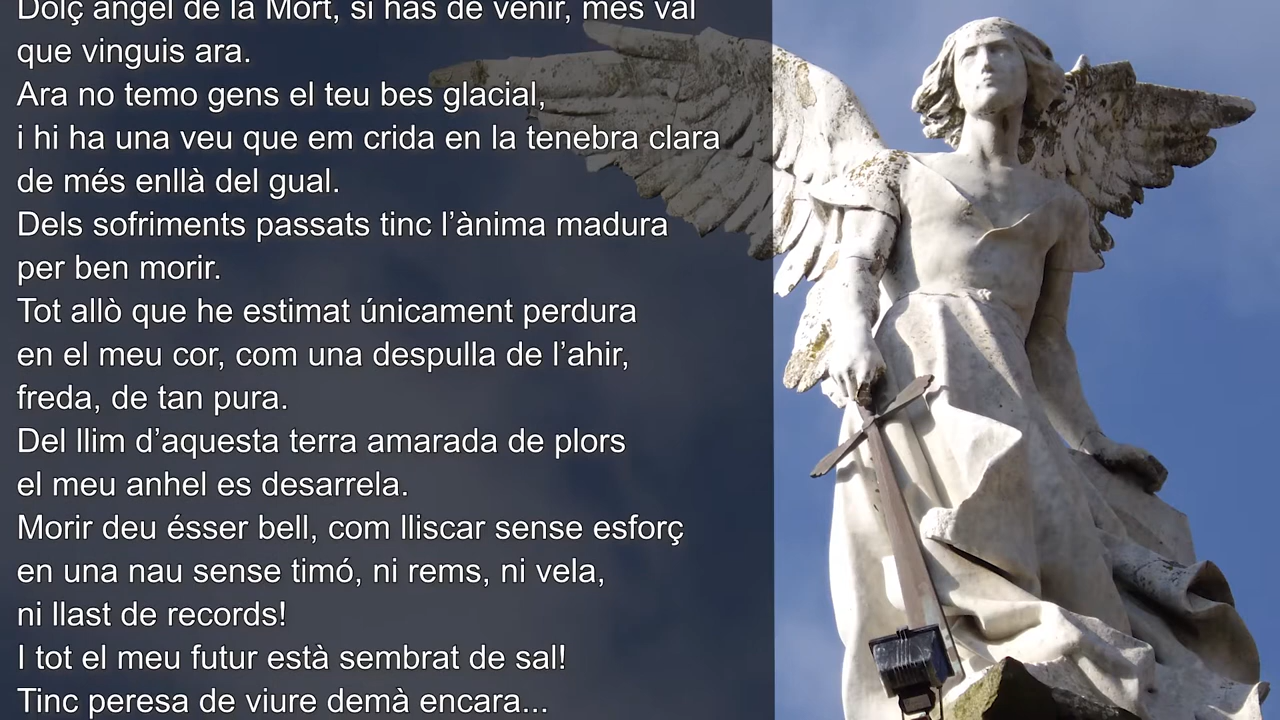 Dolç àngel de la Mort, si has de venir, més val
que vinguis ara.
Ara no temo gens el teu bes glacial,
i hi ha una veu que em crida en la tenebra clara
de més enllà del gual.
Dels sofriments passats tinc l’ànima madura
per ben morir.
Tot allò que he estimat únicament perdura
en el meu cor, com una despulla de l’ahir,
freda, de tan pura.
Del llim d’aquesta terra amarada de plors
el meu anhel es desarrela.
Morir deu ésser bell, com lliscar sense esforç
en una nau sense timó, ni rems, ni vela,
ni llast de records!
I tot el meu futur està sembrat de sal!
Tinc peresa de viure demà encara...